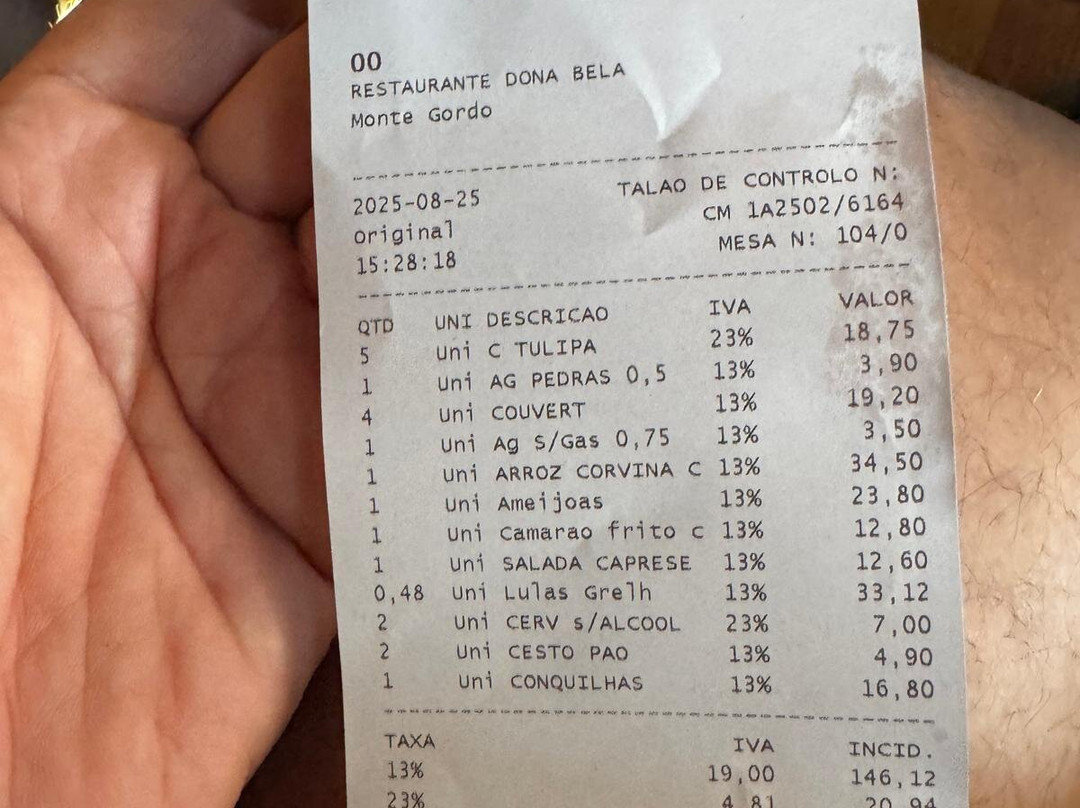 00
RESTAURANTE DONA BELA
Monte Gordo
2025-08-25 TALAO DE CONTROLO N:
Original CM 1A2502/6164
15:28:18 MESA N: 104/0
QTD UNI DESCRICAO IVA VALOR
5 Uni C TULIPA 23% 18,75
1 Uni AG PEDRAS 0,5 13% 3,90
4 Uni COUVERT 13% 19,20
1 Uni Ag S/Gas 0,75 13% 3,50
1 Uni ARROZ CORVINA C 13% 34,50
1 Uni Ameijoas 13% 23,80
1 Uni Camarao frito c 13% 12,80
1 Uni SALADA CAPRESE 13% 12,60
0,48 Uni Lulas Grelh 13% 33,12
2 Uni CERV s/ALCOOL 23% 7,00
2 Uni CESTO PAO 13% 4,90
1 Uni CONQUILHAS 13% 16,80
TAXA IVA INCID.
13% 19,00 146,12
23% 4,81 20,94